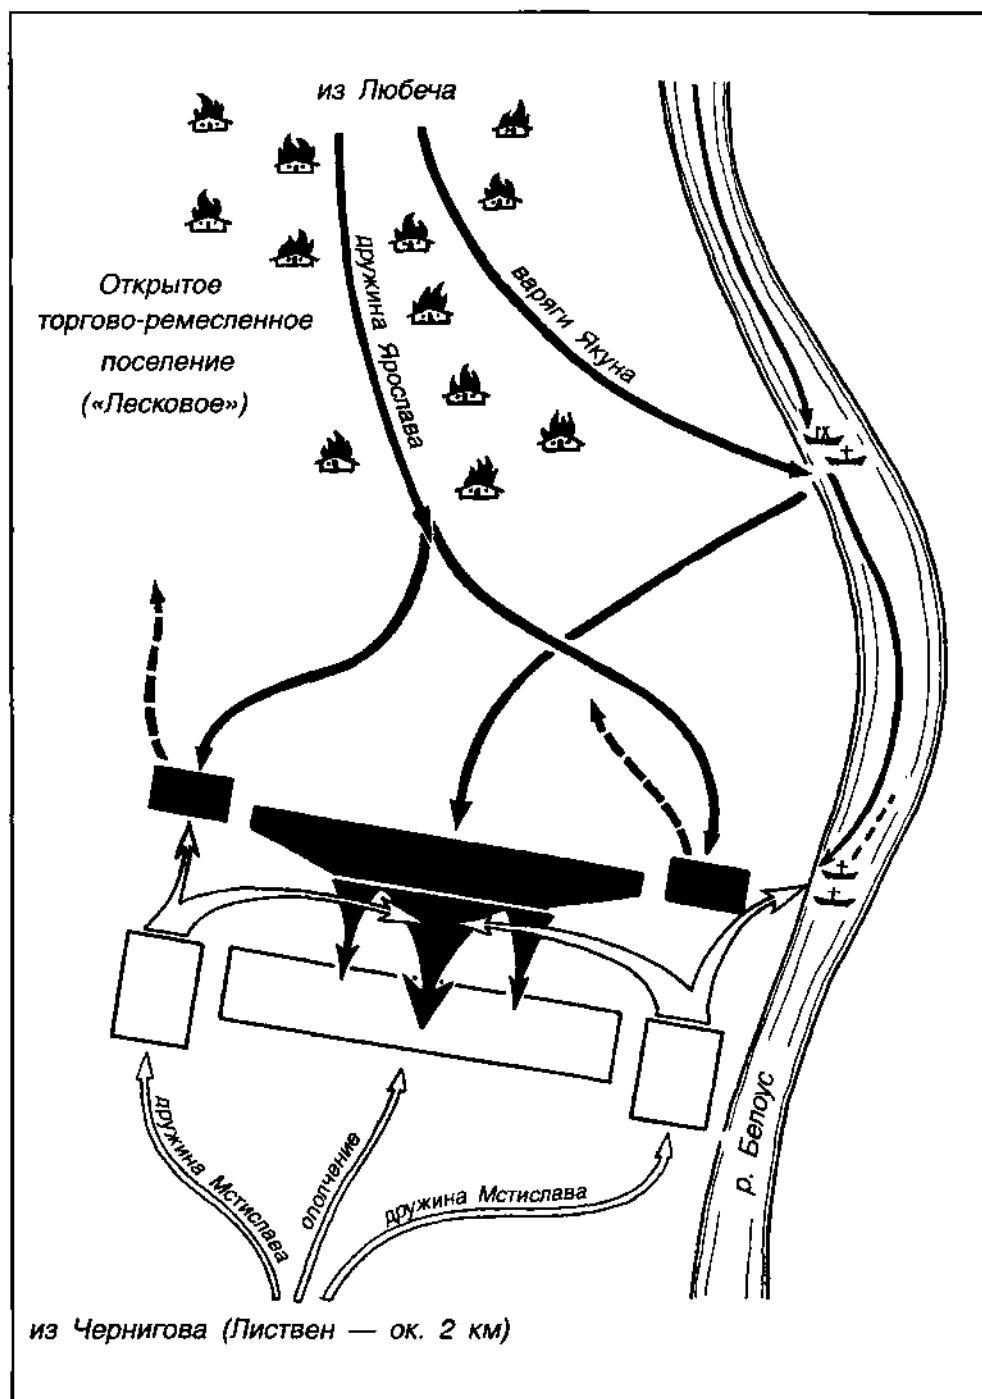 из Любеча
дружина Ярослава
варяги Якуна
Открытое
торгово-ремесленное
поселение
(«Лесковое»)
дружина Мстислава
ополчение
дружина Мстислава
р. Белоус
из Чернигова (Листвен — ок. 2 км)